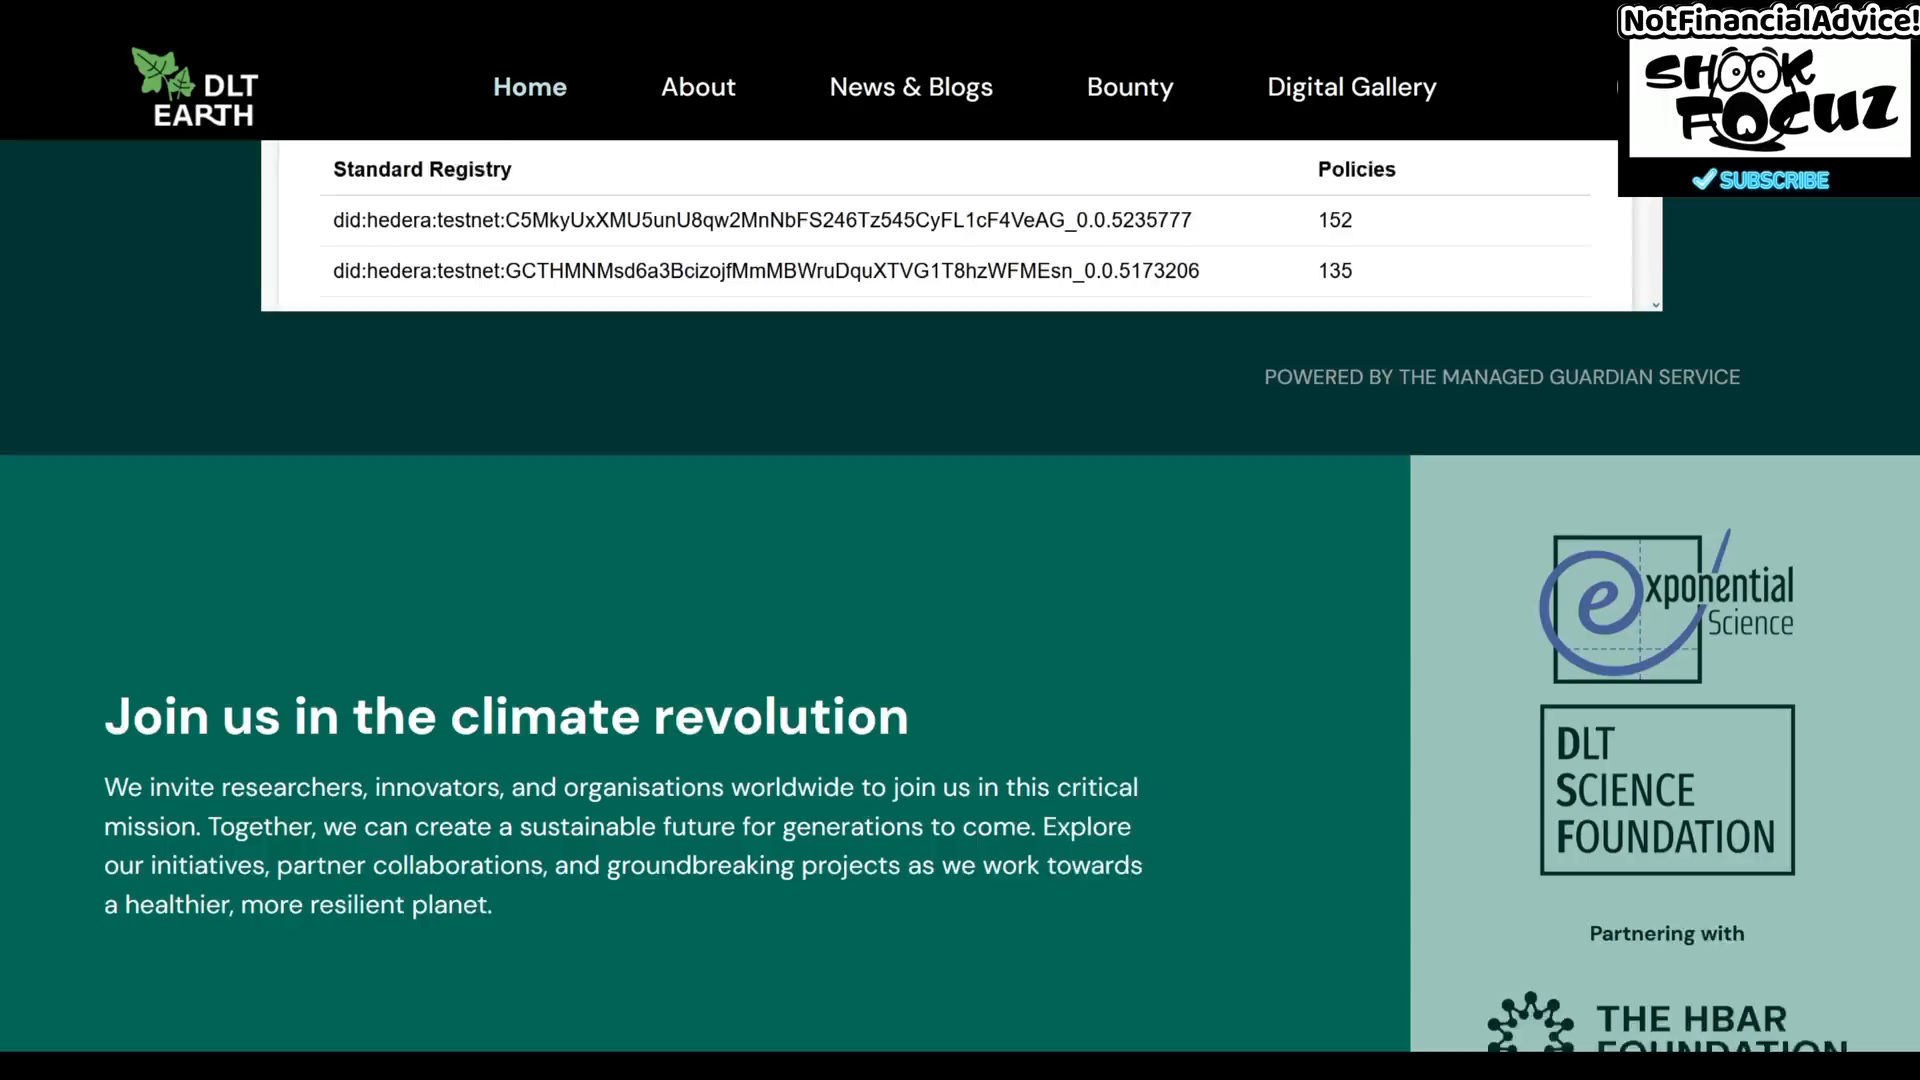 NotFinancialAdvice!
SHOOK
FOCUZ
SUBSCRIBE
DLT
EARTH
Home
About
News & Blogs
Bounty
Digital Gallery
Standard Registry
Policies
did:hedera:testnet:C5MkyUxXMU5unU8qw2MnNbFS246Tz545CyFL1cF4VeAG_0.0.5235777
152
did:hedera:testnet:GCTHMNMsd6a3BcizojfMmMBWruDquXTVG1T8hzWFMEsn_0.0.5173206
135
POWERED BY THE MANAGED GUARDIAN SERVICE
Join us in the climate revolution
We invite researchers, innovators, and organisations worldwide to join us in this critical
mission. Together, we can create a sustainable future for generations to come. Explore
our initiatives, partner collaborations, and groundbreaking projects as we work towards
a healthier, more resilient planet.
exponential
Science
DLT
SCIENCE
FOUNDATION
Partnering with
THE HBAR
FOUNDATION